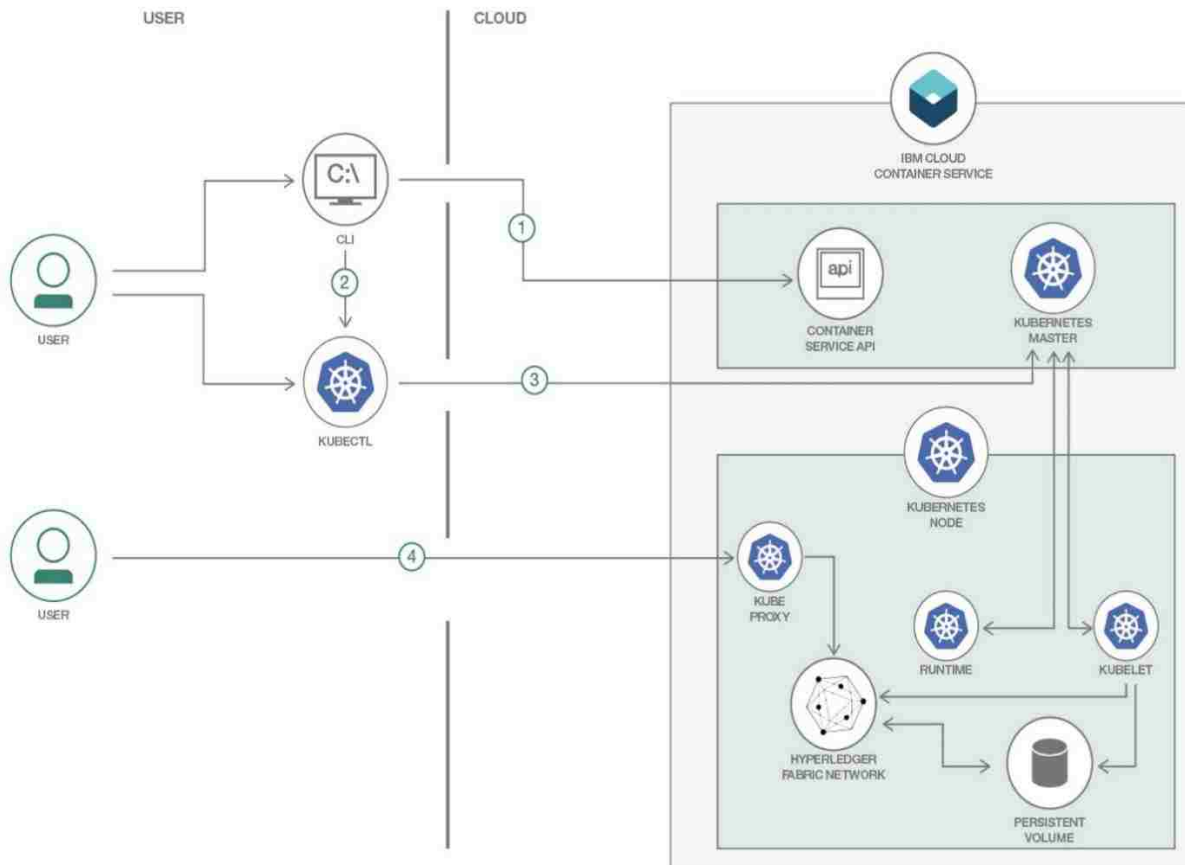 USER
CLOUD
IBM CLOUD
CONTAINER SERVICE
C:\
CLI
1
2
api
CONTAINER
SERVICE API
KUBERNETES
MASTER
USER
KUBECTL
3
KUBERNETES
NODE
USER
4
KUBE
PROXY
RUNTIME
KUBELET
HYPERLEDGER
FABRIC NETWORK
PERSISTENT
VOLUME